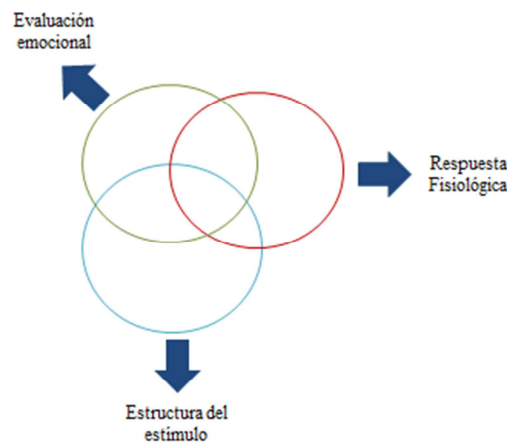 Evaluación
emocional
Respuesta
Fisiológica
Estructura del
estímulo